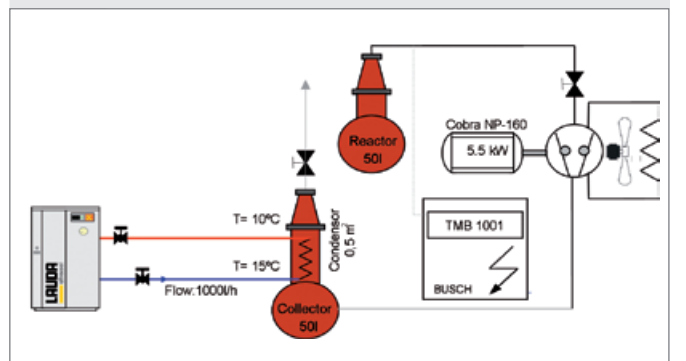 Cobra NP-160
5.5 kW
Reactor
50l
T= 10ºC
Condensor
0,5 m²
TMB 1001
LAUDA
T= 15ºC
Flow:1000l/h
BUSCH
Collector
50l